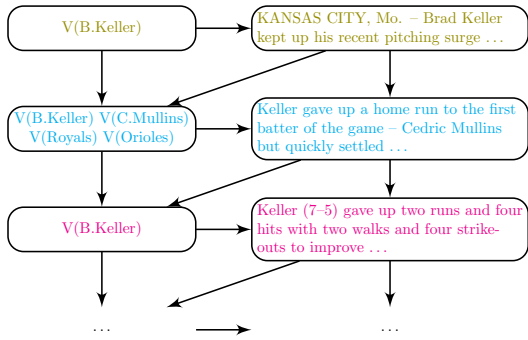 V(B.Keller)
KANSAS CITY, Mo. – Brad Keller
kept up his recent pitching surge ...
V(B.Keller) V(C.Mullins)
V(Royals) V(Orioles)
Keller gave up a home run to the first
batter of the game – Cedric Mullins
but quickly settled ...
V(B.Keller)
Keller (7–5) gave up two runs and four
hits with two walks and four strike-
outs to improve ...
...
...